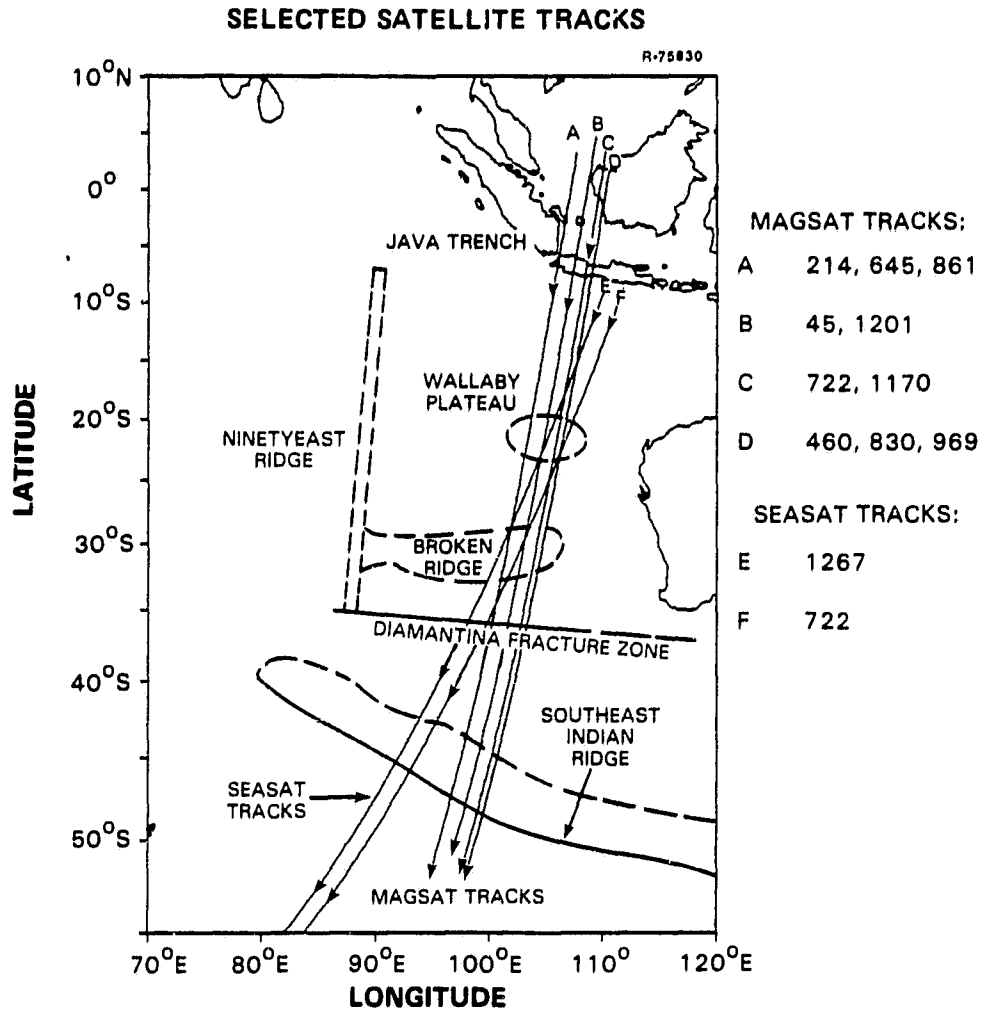 SELECTED SATELLITE TRACKS
R-75830
10°N
0°
10°S
20°S
30°S
40°S
50°S
LATITUDE
A
B
C
D
JAVA TRENCH
E
F
WALLABY
PLATEAU
NINETYEAST
RIDGE
BROKEN
RIDGE
DIAMANTINA FRACTURE ZONE
SOUTHEAST
INDIAN
RIDGE
SEASAT
TRACKS
MAGSAT TRACKS
70°E
80°E
90°E
100°E
110°
120°E
LONGITUDE
MAGSAT TRACKS:
A 214, 645, 861
B 45, 1201
C 722, 1170
D 460, 830, 969
SEASAT TRACKS:
E 1267
F 722